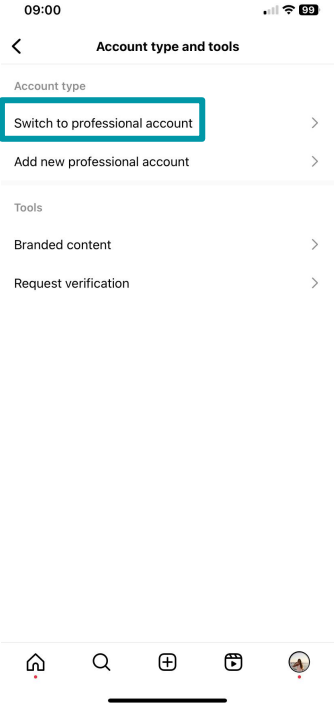 09:00
99
Account type and tools
Account type
Switch to professional account
Add new professional account
Tools
Branded content
Request verification